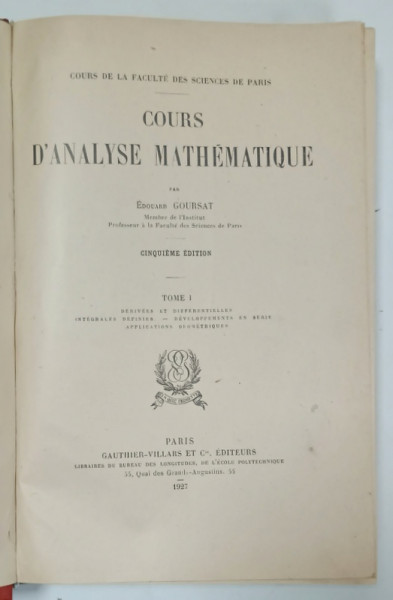 COURS DE LA FACULTÉ DES SCIENCES DE PARIS
COURS
D'ANALYSE MATHÉMATIQUE
PAR
ÉDOUARD GOURSAT
Membre de l'Institut
Professeur à la Faculté des Sciences de Paris
CINQUIÈME ÉDITION
TOME I
DÉRIVÉES ET DIFFÉRENTIELLES
INTÉGRALES DÉFINIES. — DÉVELOPPEMENTS EN SÉRIE
APPLICATIONS GÉOMÉTRIQUES
PARIS
GAUTHIER-VILLARS ET Cie, ÉDITEURS
LIBRAIRES DU BUREAU DES LONGITUDES, DE L'ÉCOLE POLYTECHNIQUE
55, Quai des Grands-Augustins, 55
1927